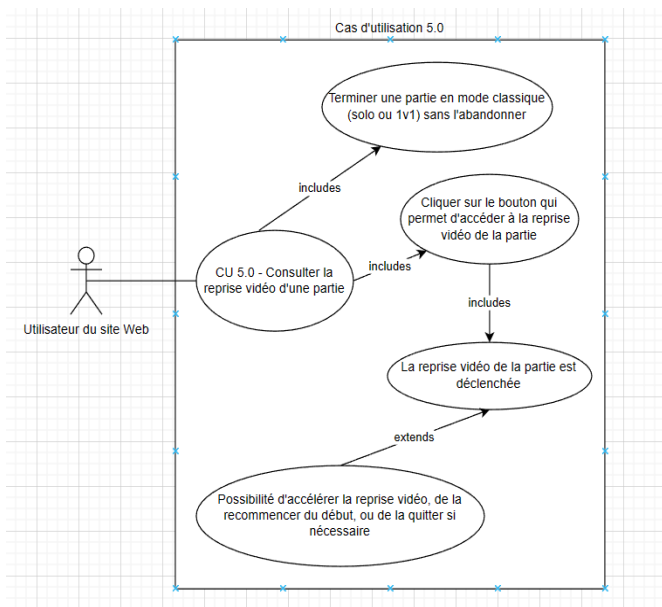 Cas d'utilisation 5.0
Terminer une partie en mode classique
(solo ou 1v1) sans l'abandonner
includes
Cliquer sur le bouton qui
permet d'accéder à la reprise
vidéo de la partie
includes
CU 5.0 - Consulter la
reprise vidéo d'une partie
includes
Utilisateur du site Web
La reprise vidéo de la partie est
déclenchée
extends
Possibilité d'accélérer la reprise vidéo, de la
recommencer du début, ou de la quitter si
nécessaire